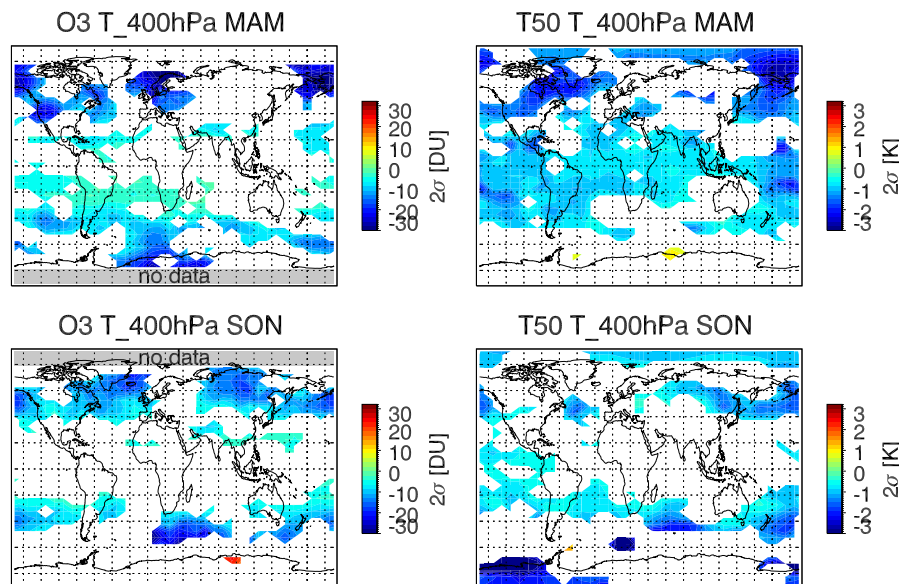 O3 T_400hPa MAM
30
20
10
0
-10
-20
-30
2σ [DU]
no data
T50 T_400hPa MAM
3
2
1
0
-1
-2
-3
2σ [K]
O3 T_400hPa SON
no data
30
20
10
0
-10
-20
-30
2σ [DU]
T50 T_400hPa SON
3
2
1
0
-1
-2
-3
2σ [K]